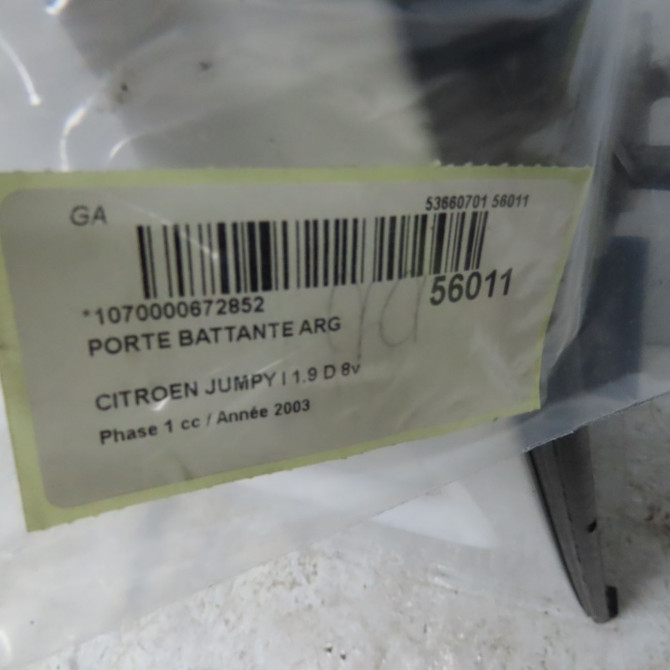 GA
53660701 56011
*1070000672852
56011
PORTE BATTANTE ARG
CITROEN JUMPY I 1.9 D 8v
Phase 1 cc / Année 2003